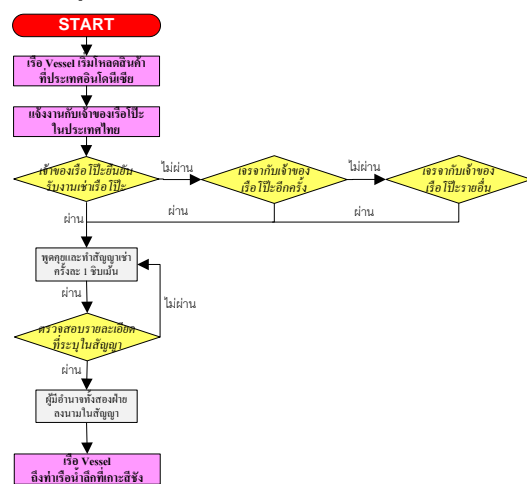 START
เรือ Vessel เริ่มโหลดสินค้า
ที่ประเทศอินโดนีเซีย
แจ้งงานกับเจ้าของเรือโป๊ะ
ในประเทศไทย
เจ้าของเรือโป๊ะยืนยัน
รับงานเช่าเรือโป๊ะ
ไม่ผ่าน
เจรจากับเจ้าของ
เรือโป๊ะอีกครั้ง
ไม่ผ่าน
เจรจากับเจ้าของ
เรือโป๊ะรายอื่น
ผ่าน
ผ่าน
ผ่าน
พูดคุยและทำสัญญาเช่า
ครั้งละ 1 ชิบเม้น
ผ่าน
ไม่ผ่าน
ตรวจสอบรายละเอียด
ที่ระบุในสัญญา
ผ่าน
ผู้มีอำนาจทั้งสองฝ่าย
ลงนามในสัญญา
เรือ Vessel
ถึงท่าเรือน้ำลึกที่เกาะสีชัง